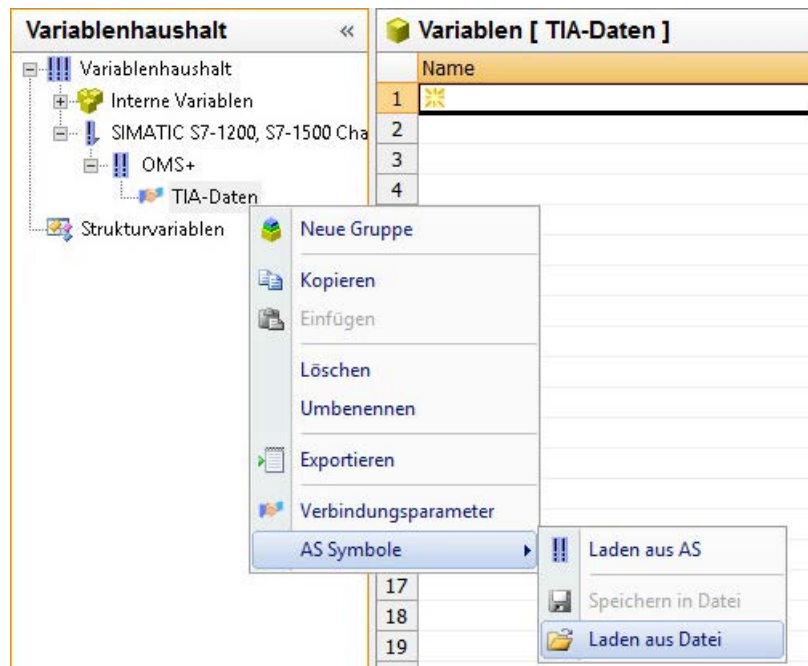 Variablenhaushalt «
Variablenhaushalt
Interne Variablen
SIMATIC S7-1200, S7-1500 Cha
OMS+
TIA-Daten
Strukturvariablen
Variablen [ TIA-Daten ]
Name
1
2
3
4
17
18
19
Neue Gruppe
Kopieren
Einfügen
Löschen
Umbenennen
Exportieren
Verbindungsparameter
AS Symbole
Laden aus AS
Speichern in Datei
Laden aus Datei